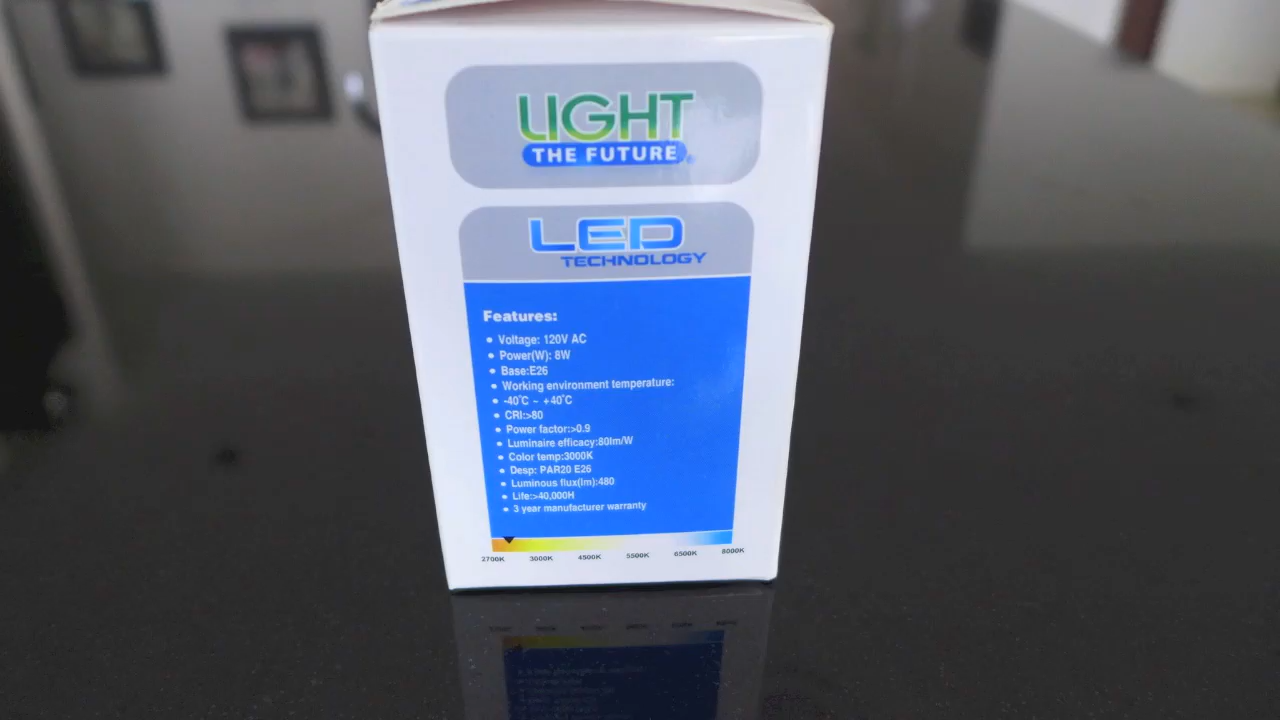 LIGHT
THE FUTURE®
LED
TECHNOLOGY
Features:
• Voltage: 120V AC
• Power(W): 8W
• Base:E26
• Working environment temperature:
• -40°C ~ +40°C
• CRI:>80
• Power factor:>0.9
• Luminaire efficacy:80lm/W
• Color temp:3000K
• Desp: PAR20 E26
• Luminous flux(lm):480
• Life:>40,000H
• 3 year manufacturer warranty
2700K 3000K 4500K 5500K 6500K 8000K